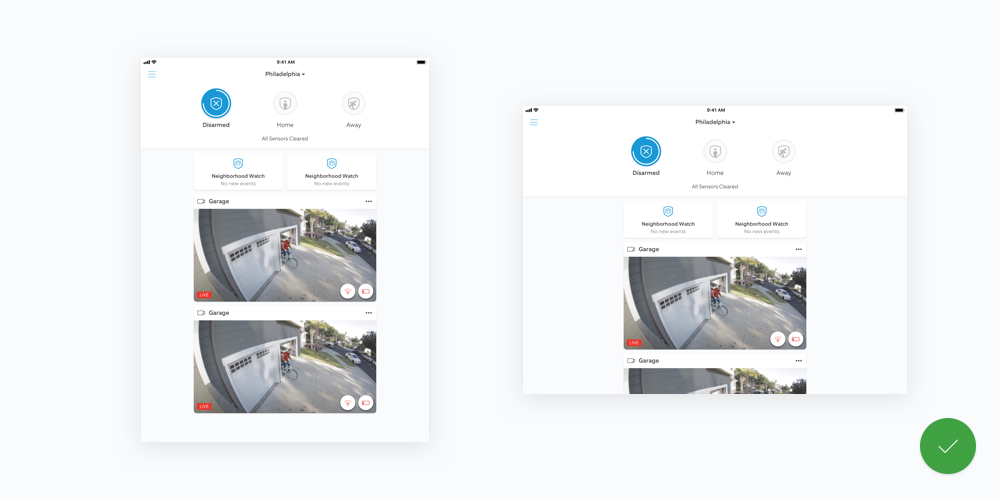 9:41 AM
Philadelphia
Disarmed
Home
Away
All Sensors Cleared
Neighborhood Watch
No new events
Neighborhood Watch
No new events
Garage
LIVE
Garage
LIVE
9:41 AM
Philadelphia
Disarmed
Home
Away
All Sensors Cleared
Neighborhood Watch
No new events
Neighborhood Watch
No new events
Garage
LIVE
Garage